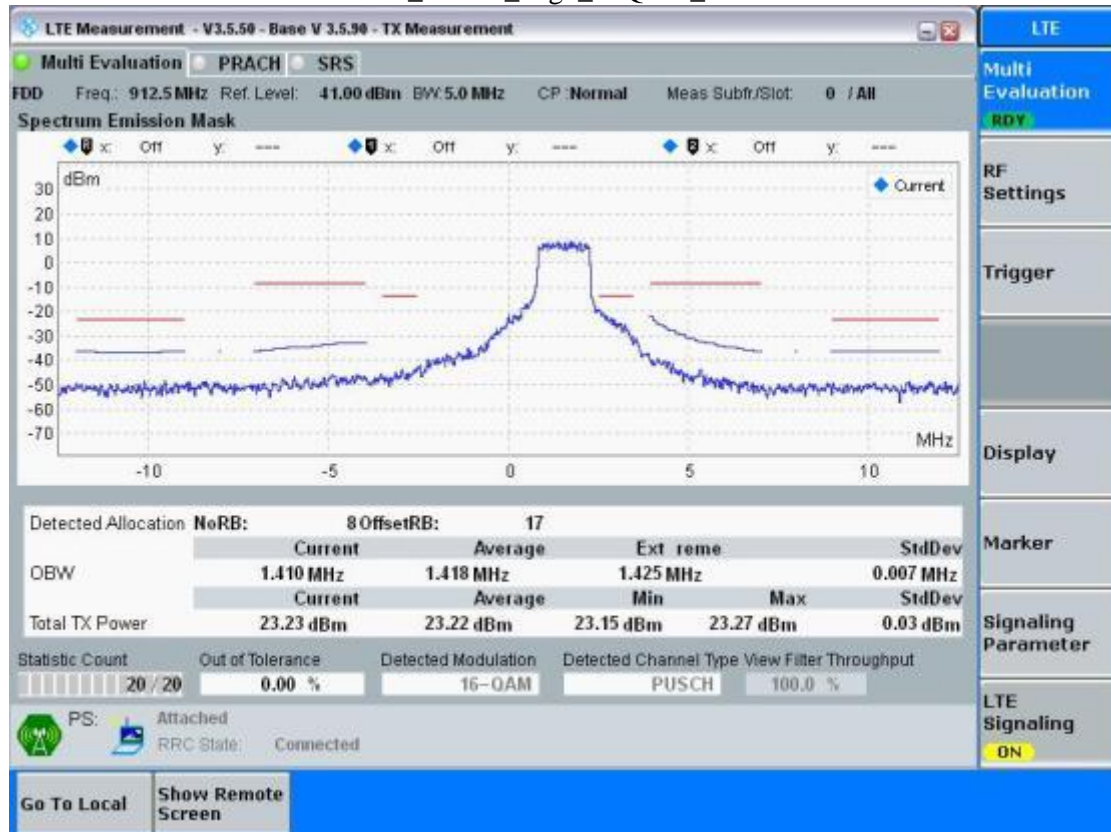 LTE Measurement - V3.5.50 - Base V 3.5.90 - TX Measurement
LTE
Multi Evaluation PRACH SRS
Multi
Evaluation
RDY
FDD Freq.: 912.5 MHz Ref. Level: 41.00 dBm BW: 5.0 MHz CP :Normal Meas Subfr./Slot: 0 / All
Spectrum Emission Mask
x: Off y: --- x: Off y: --- x: Off y: ---
dBm
Current
30
20
10
0
-10
-20
-30
-40
-50
-60
-70
MHz
-10 -5 0 5 10
RF
Settings
Trigger
Display
Marker
Signaling
Parameter
LTE
Signaling
ON
Detected Allocation NoRB: 8 OffsetRB: 17
Current Average Ext reme StdDev
OBW 1.410 MHz 1.418 MHz 1.425 MHz 0.007 MHz
Current Average Min Max StdDev
Total TX Power 23.23 dBm 23.22 dBm 23.15 dBm 23.27 dBm 0.03 dBm
Statistic Count Out of Tolerance Detected Modulation Detected Channel Type View Filter Throughput
20 / 20 0.00 % 16-QAM PUSCH 100.0 %
PS: Attached
RRC State: Connected
Go To Local
Show Remote
Screen